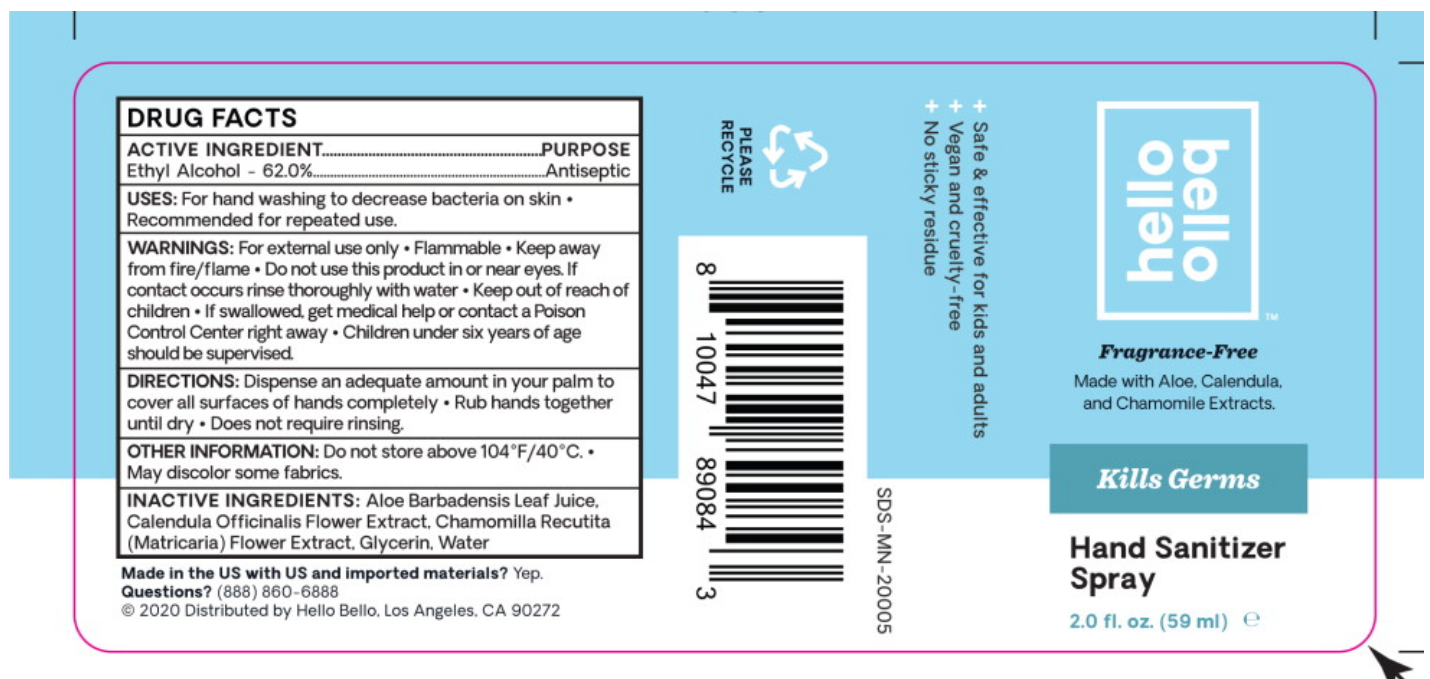 DRUG FACTS
ACTIVE INGREDIENT..........................................................PURPOSE
Ethyl Alcohol - 62.0%..............................................................Antiseptic
USES: For hand washing to decrease bacteria on skin •
Recommended for repeated use.
WARNINGS: For external use only • Flammable • Keep away
from fire/flame • Do not use this product in or near eyes. If
contact occurs rinse thoroughly with water • Keep out of reach of
children • If swallowed, get medical help or contact a Poison
Control Center right away • Children under six years of age
should be supervised.
DIRECTIONS: Dispense an adequate amount in your palm to
cover all surfaces of hands completely • Rub hands together
until dry • Does not require rinsing.
OTHER INFORMATION: Do not store above 104°F/40°C. •
May discolor some fabrics.
INACTIVE INGREDIENTS: Aloe Barbadensis Leaf Juice,
Calendula Officinalis Flower Extract, Chamomilla Recutita
(Matricaria) Flower Extract, Glycerin, Water
Made in the US with US and imported materials? Yep.
Questions? (888) 860-6888
© 2020 Distributed by Hello Bello, Los Angeles, CA 90272
PLEASE
RECYCLE
8 10047 89084 3
SDS-MN-20005
+ Safe & effective for kids and adults
+ Vegan and cruelty-free
+ No sticky residue
hello
bello
TM
Fragrance-Free
Made with Aloe, Calendula,
and Chamomile Extracts.
Kills Germs
Hand Sanitizer
Spray
2.0 fl. oz. (59 ml) ℮